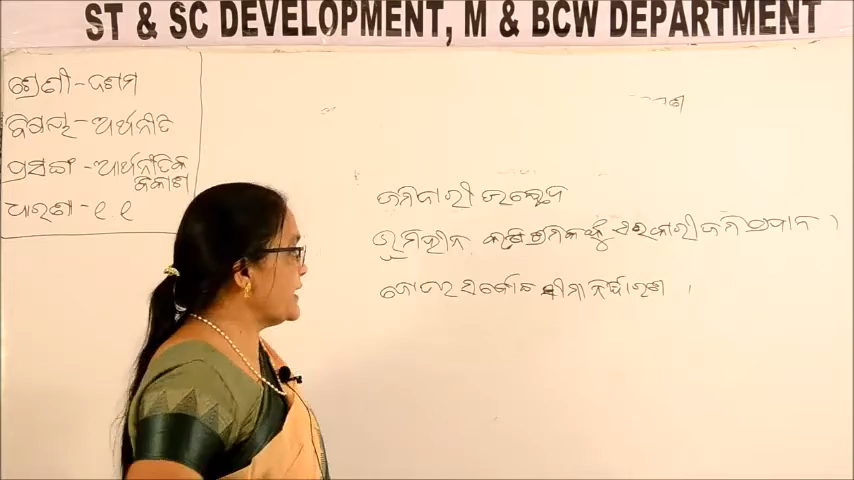 ST & SC DEVELOPMENT, M & BCW DEPARTMENT
ଶ୍ରେଣୀ - ଦଶମ
ବିଷୟ - ଅର୍ଥନୀତି
ପ୍ରସଙ୍ଗ - ଆର୍ଥନୀତିକ
ବିକାଶ
ଧାରଣା - ୧୧
ଜମିଦାରୀ ଉଚ୍ଛେଦ
ଭୂମିହୀନ କୃଷି ଶ୍ରମିକଙ୍କୁ ସରକାରୀ ଜମି ପ୍ରଦାନ ।
ଜୋତର ସର୍ବୋଚ୍ଚ ସୀମା ନିର୍ଦ୍ଧାରଣ ।